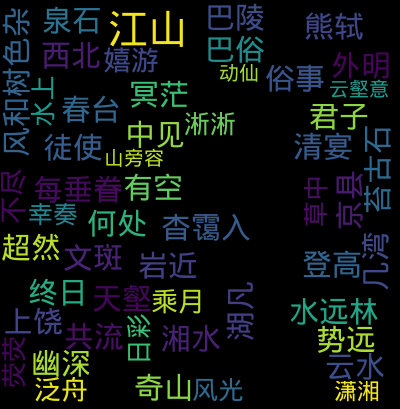 泉石
江山
巴陵
熊轼
杂色
西北
嬉游
巴俗
动仙
俗事
外明
云壑意
风和树
水上
春台
冥茫
中见
淅淅
君子
徒使
山旁容
清宴
苔古石
不尽
每垂眷
有空
草中
京县
幸奏
何处
杳霭入
超然
文斑
岩近
登高
几湾
终日
天壑
乘月
湖凡
水远林
上饶
共流
日彩
湘水
势远
荧荧
幽深
云水
泛舟
奇山
风光
潇湘